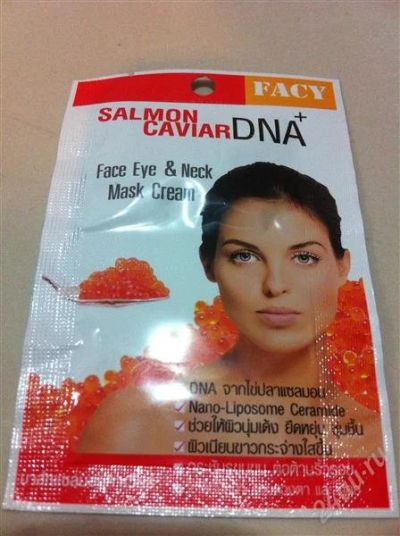 FACY
SALMON
CAVIAR DNA+
Face Eye & Neck
Mask Cream
DNA จากไข่ปลาแซลมอน
Nano-Liposome Ceramide
ช่วยให้ผิวนุ่มเด้ง ยืดหยุ่น ชุ่มชื้น
ผิวเนียนขาวกระจ่างใสขึ้น